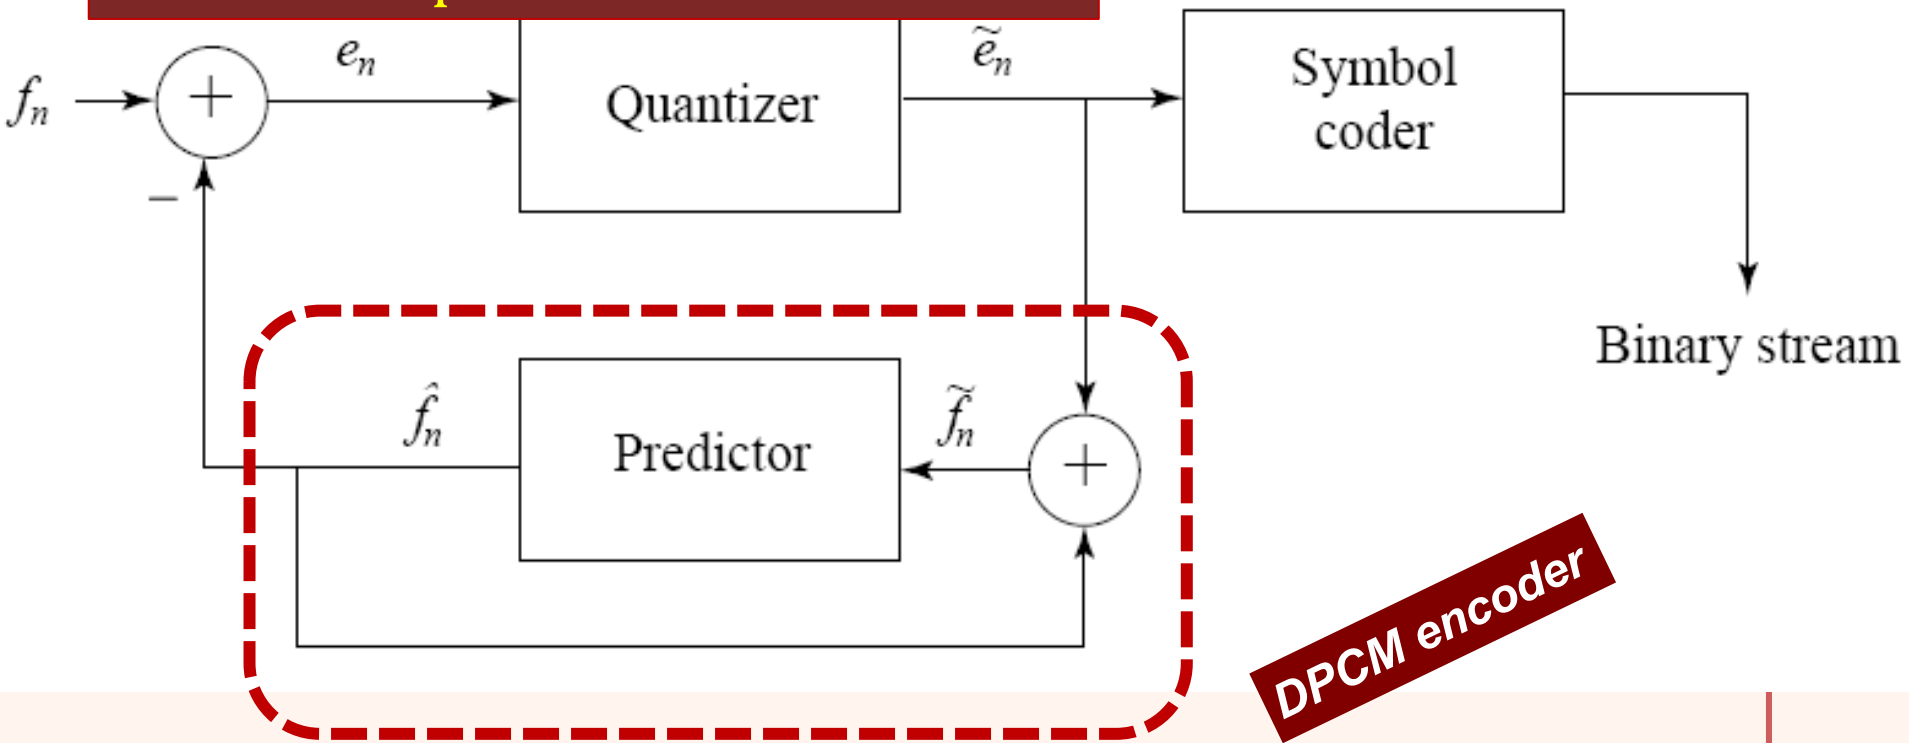 fₙ
+
eₙ
Quantizer
ẽₙ
Symbol
coder
−
Binary stream
f̂ₙ
Predictor
f̃ₙ
+
DPCM encoder